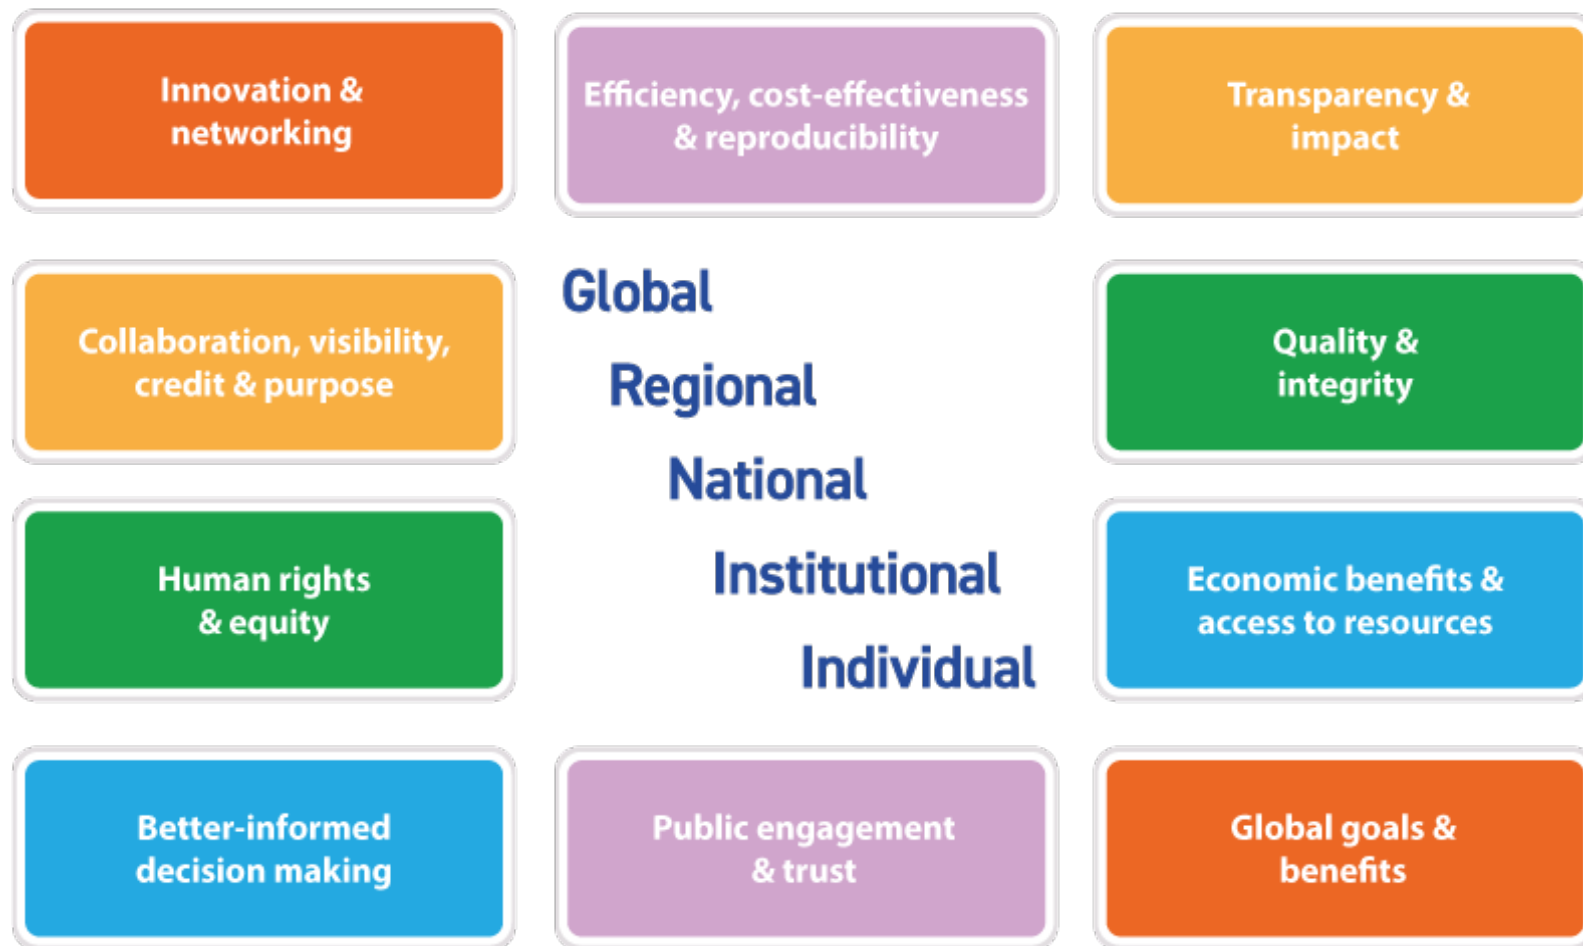 Innovation &
networking
Efficiency, cost-effectiveness
& reproducibility
Transparency &
impact
Collaboration, visibility,
credit & purpose
Global
Regional
National
Institutional
Individual
Quality &
integrity
Human rights
& equity
Economic benefits &
access to resources
Better-informed
decision making
Public engagement
& trust
Global goals &
benefits